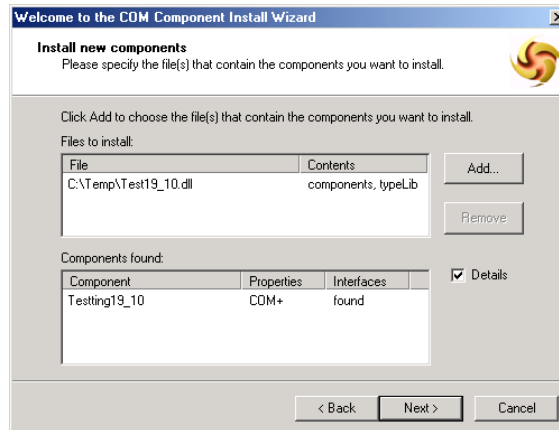 Welcome to the COM Component Install Wizard
Install new components
Please specify the file(s) that contain the components you want to install.
Click Add to choose the file(s) that contain the components you want to install.
Files to install:
File Contents
C:\Temp\Test19_10.dll components, typeLib
Add...
Remove
Components found:
Component Properties Interfaces
Testting19_10 COM+ found
Details
< Back Next > Cancel